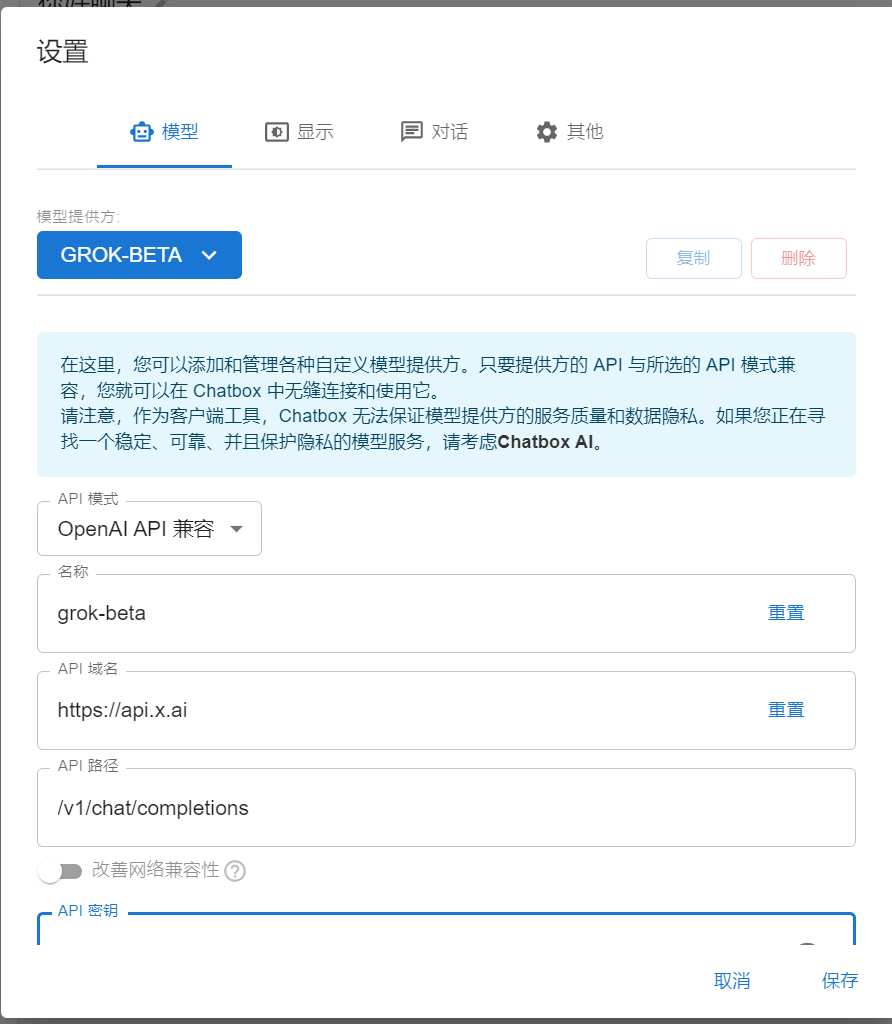 设置
模型
显示
对话
其他
模型提供方:
GROK-BETA
复制
删除
在这里，您可以添加和管理各种自定义模型提供方。只要提供方的 API 与所选的 API 模式兼
容，您就可以在 Chatbox 中无缝连接和使用它。
请注意，作为客户端工具，Chatbox 无法保证模型提供方的服务质量和数据隐私。如果您正在寻
找一个稳定、可靠、并且保护隐私的模型服务，请考虑Chatbox AI。
API 模式
OpenAI API 兼容
名称
grok-beta
重置
API 域名
https://api.x.ai
重置
API 路径
/v1/chat/completions
改善网络兼容性
API 密钥
取消
保存